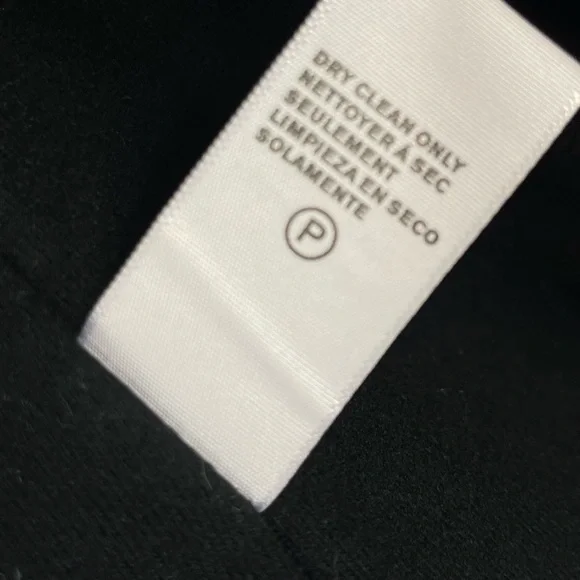 DRY CLEAN ONLY
NETTOYER À SEC
SEULEMENT
LIMPIEZA EN SECO
SOLAMENTE
P